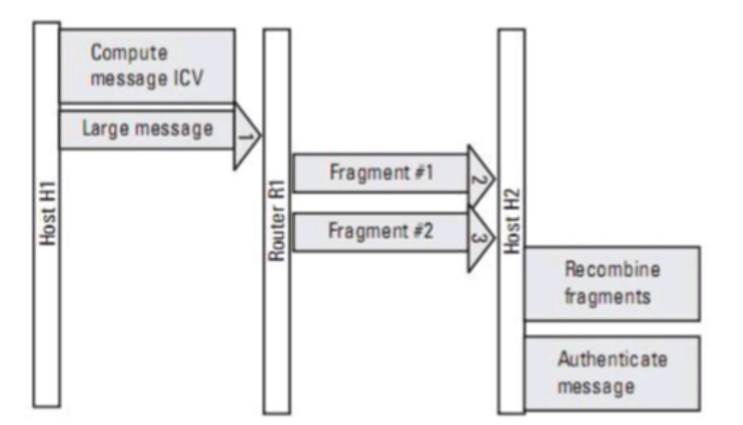 Compute
message ICV
Large message
1
Host H1
Router R1
Fragment #1
2
Fragment #2
3
Host H2
Recombine
fragments
Authenticate
message